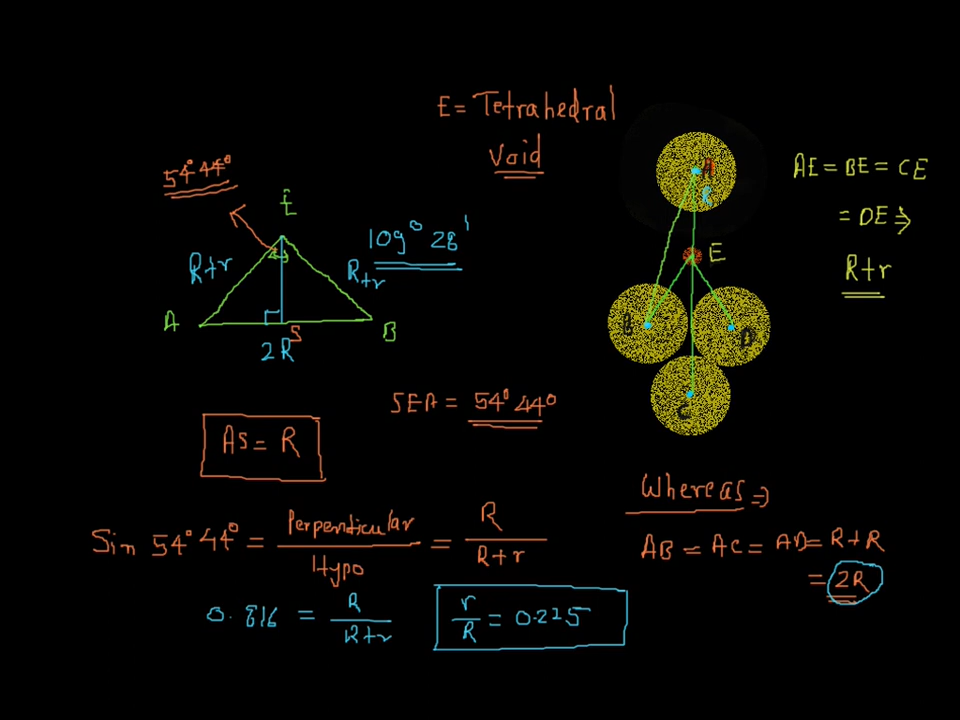 E = Tetrahedral
Void
54° 44°
E
109° 28'
R+r
R+r
A
S
B
2R
A
R
E
B
D
C
AE = BE = CE
= DE ⇒
R+r
SEA = 54° 44°
AS = R
Whereas ⇒
AB = AC = AD = R+R
= 2R
Sin 54° 44° = Perpenticular / Hypo = R / R+r
0.816 = R / R+r
r / R = 0.225